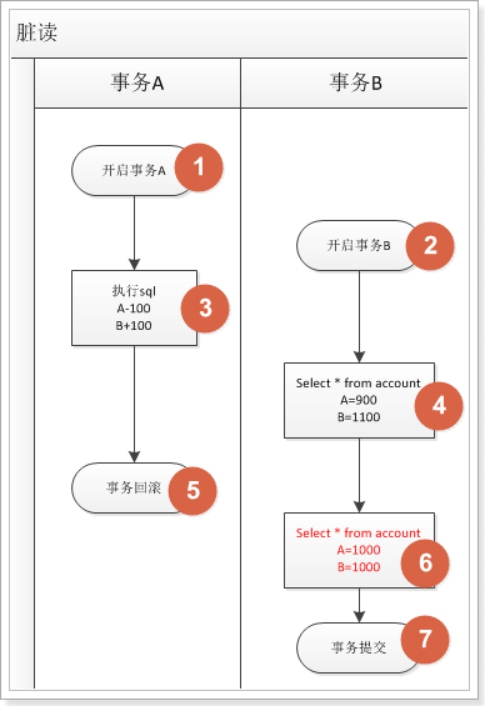 脏读
事务A
事务B
开启事务A
1
开启事务B
2
执行sql
A-100
B+100
3
Select * from account
A=900
B=1100
4
事务回滚
5
Select * from account
A=1000
B=1000
6
事务提交
7